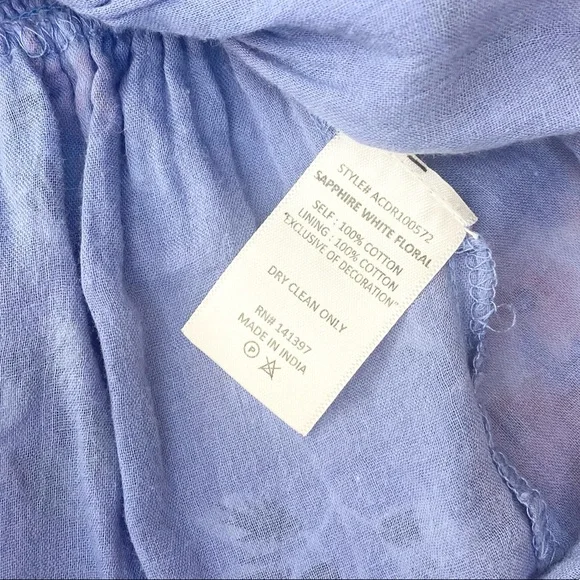 STYLE# ACDR100572
SAPPHIRE WHITE FLORAL
SELF : 100% COTTON
LINING : 100% COTTON
"EXCLUSIVE OF DECORATION"
DRY CLEAN ONLY
RN# 141397
MADE IN INDIA
P